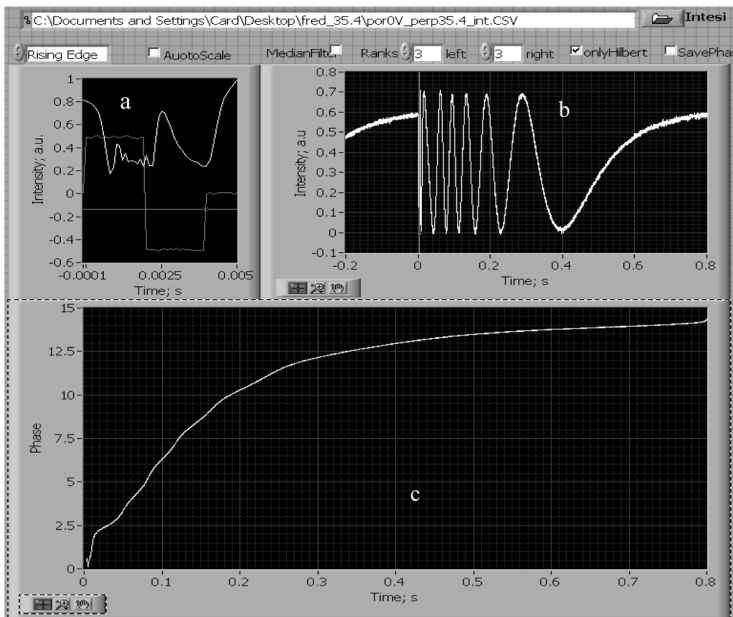 C:\Documents and Settings\Card\Desktop\fred_35.4\por0V_perp35.4_int.CSV
Intesi
Rising Edge
AuotoScale
MedianFilter
Ranks 3 left 3 right
onlyHilbert
SavePha
a
1
0.8
0.6
0.4
0.2
0
-0.2
-0.4
-0.6
Intensity; a.u.
-0.0001 0.0025 0.005
Time; s
b
0.8
0.7
0.6
0.5
0.4
0.3
0.2
0.1
0
-0.1
Intensity; a.u
-0.2 0 0.2 0.4 0.6 0.8
Time; s
15
12.5
10
7.5
5
2.5
0
Phase
c
0 0.1 0.2 0.3 0.4 0.5 0.6 0.7 0.8
Time; s